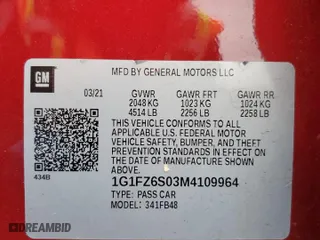 GM
MFD BY GENERAL MOTORS LLC
03/21 GVWR GAWR FRT GAWR RR
2048 KG 1023 KG 1024 KG
4514 LB 2256 LB 2258 LB
THIS VEHICLE CONFORMS TO ALL
APPLICABLE U.S. FEDERAL MOTOR
VEHICLE SAFETY, BUMPER, AND THEFT
PREVENTION STANDARDS IN EFFECT ON
THE DATE OF MANUFACTURE SHOWN
ABOVE.
434B
1G1FZ6S03M4109964
TYPE: PASS CAR
MODEL: 341FB48
DREAMBID